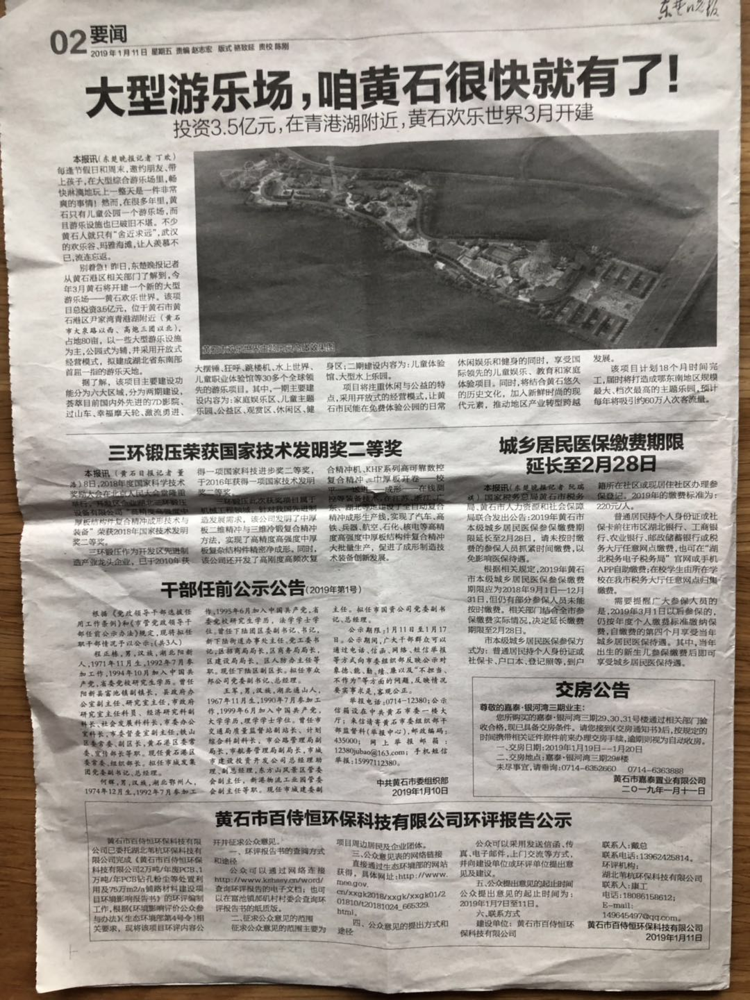 东楚晚报
02 要闻
2019年1月11日 星期五 责编 赵志宏 版式 骆致延 责校 陈刚
大型游乐场，咱黄石很快就有了！
投资3.5亿元，在青港湖附近，黄石欢乐世界3月开建
本报讯（东楚晚报记者 丁欢）
每逢节假日和周末，邀约朋友、带
上孩子，在大型综合游乐场里，畅
快淋漓地玩上一整天是一件非常
爽的事情！然而，在很多年里，黄
石只有儿童公园一个游乐场，而
且游乐设施也已破旧不堪。不少
黄石人就只有“舍近求远”，武汉
的欢乐谷、玛雅海滩，让人羡慕不
已，流连忘返。
别着急！昨日，东楚晚报记者
从黄石港区相关部门了解到，今
年3月黄石将开建一个新的大型
游乐场——黄石欢乐世界。该项
目总投资3.5亿元，位于黄石市黄
石港区尹家湾青港湖附近（黄石
市大泉路以西、高炮三团以北），
占地80亩，以一些大型游乐设施
为主，公园式为辅，并采用开放式
经营模式，拟建成湖北省东南部
首屈一指的游乐天地。
据了解，该项目主要建设功
能分为六大区域，分为两期建设，
荟萃目前国内外先进的7D影院、
过山车、幸福摩天轮、激流勇进、
黄石市欢乐世界主题乐园鸟瞰效果图
大摆锤、狂呼、跳楼机、水上世界、
儿童职业体验馆等30多个全球领
先的游乐项目。其中，一期主要建
设内容为：家庭娱乐区、儿童主题
乐园、公益区、观赏区、休闲区、健
身区；二期建设内容为：儿童体验
馆、大型水上乐园。
项目将注重休闲与公益的特
点，采用开放式的经营模式，让黄
石市民能在免费体验公园的日常
休闲娱乐和健身的同时，享受国
际领先的儿童娱乐、教育和家庭
体验项目。同时，将结合黄石悠久
的历史文化，加入新鲜时尚的现
代元素，推动地区产业转型跨越
发展。
该项目计划18个月时间完
工，届时将打造成鄂东南地区规模
最大、档次最高的主题乐园，预计
每年将吸引约60万人次客流量。
三环锻压荣获国家技术发明奖二等奖
本报讯（黄石日报记者 董
浩）8日，2018年度国家科学技术
奖励大会在北京人民大会堂隆重
举行，开发区企业湖北三环锻压设
备有限公司“高精度高强度中
厚板结构件复合精冲成形技术与
装备”荣获2018年国家技术发明
奖二等奖。
三环锻压作为开发区先进制
造产业龙头企业，已于2010年获
得一项国家科技进步奖二等奖，
于2016年获得一项国家技术发明
奖二等奖。
三环锻压此次获奖项目属于
机械工程领域。针对我国先进制
造发展需求，该公司发明了中厚
板二维精冲与三维冷锻复合精冲
方法，实现了高精度高强度中厚
板复杂结构件精密净成形。同时，
该公司还开发了高刚度高频次复
合精冲机、KHF系列高可靠数控
复合精冲、中厚板开卷——校
平——送进——成形——在线测
控等装备技术，在江苏、浙江、广
东、湖北等地建设了全自动复合
精冲成形生产线，实现了汽车、高
铁、兵器、航空、石化、核电等高精
度高强度中厚板结构件复合精冲
大批量生产，促进了成形制造技
术装备创新发展。
城乡居民医保缴费期限
延长至2月28日
本报讯（东楚晚报记者 阮瑞
祺）国家税务总局黄石市税务
局、黄石市人力资源和社会保障
局联合发出公告：2019年黄石市
本级城乡居民医保参保缴费期
限延长至2月28日，请未按时缴
费的参保人员抓紧时间缴费，以
免影响医保待遇。
根据相关规定，2019年黄石
市本级城乡居民医保参保缴费
期限应为2018年9月1日—12月
31日，但仍有部分参保人员未能
按时缴费。相关部门结合全市参
保缴费实际情况，决定延长缴费
期限至2月28日。
市本级城乡居民医保参保方
式为：普通居民持个人身份证或
社保卡、户口本、登记照等，到户
籍所在社区或现居住社区办理参
保登记。2019年的缴费标准为：
220元/人。
普通居民持个人身份证或社
保卡前往市区湖北银行、工商银
行、农业银行、邮政储蓄银行或税
务大厅任意网点缴费，也可在“湖
北税务电子税务局”官网或手机
APP自助缴费；在校学生由所在学
校在我市税务大厅任意网点归集
缴费。
需要提醒广大参保人员的
是，2019年3月1日以后参保的，
仍按年度个人缴费标准缴纳保
费，自缴费的第四个月享受当年
城乡居民医保待遇。其中，当年
出生的新生儿参保缴费后即可
享受城乡居民医保待遇。
干部任前公示公告（2019年第1号）
根据《党政领导干部选拔任
用工作条例》和《市管党政领导干
部任前公示办法》规定，现将拟任
职干部情况予以公示：（共3人）
程正栋，男，汉族，湖北阳新
人，1971年11月生，1992年7月参
加工作，1994年10月加入中国共
产党，省委党校研究生学历。曾任
阳新县富池镇副镇长，县政府办
公室副主任、研究室主任，市政府
研究室主任科员、经济研究科副
科长、社会发展科科长，市委办公
室科长，市委督查室副主任，铁山
区委常委、副区长，黄石港区委常
委、宣传部长等职。现任黄石港区
委常委、组织部长。拟任市城发集
团党委副书记、总经理。
何辉，男，汉族，湖北鄂州人，
1974年12月生，1992年7月参加工
作，1995年6月加入中国共产党，省
委党校研究生学历，法学学士学
位。曾任下陆团区委副书记、书记，
新下陆街道办事处主任、党工委书
记，区招商局局长，区商务局局长，
区建设局局长，区人防办主任等
职。现任下陆区副区长。拟任市众
邦公司党委副书记、总经理。
王军，男，汉族，湖北通山人，
1967年11月生，1990年7月参加工
作，1999年6月加入中国共产党，
大学学历，理学学士学位。曾任市
交通局质量监督站副站长、计划
综合科副科长，市公路管理局副
局长，市航务管理局副局长，市城
市建设投资开发公司总经理助
理、副总经理，东方山风景区管委
会副主任，新港物流工业园管委
会副主任等职。现任市城建委副
主任。拟任市国资公司党委副书
记、总经理。
公示期限：1月11日至1月17
日。公示期间，广大干部群众可以
通过电话、信函、网络、短信举报
等方式向市委组织部反映公示对
象德、能、勤、绩、廉以及“不担当、
不作为”等方面的问题，反映情况
要实事求是，客观公正。
举报电话：0714-12380；公示
信箱设在中共黄石市委一楼大
厅；来信请寄黄石市委组织部干
部监督科（举报中心），邮政编码：
435000；网上举报邮箱：
12380jubao@163.com；手机短信
举报：15997112380。
中共黄石市委组织部
2019年1月10日
交房公告
尊敬的嘉泰·银河湾三期业主：
您所购买的嘉泰·银河湾三期29、30、31号楼通过相关部门验
收合格，现已具备交房条件。请您接到《交房通知书》后，按规定的
时间携带相关证件原件前来办理交房手续，逾期则视为自动收房。
一、交房日期：2019年1月19日--1月20日
二、交房地点：嘉泰·银河湾三期29#楼
未尽事宜，请垂询：0714-6352660 0714-6363888
黄石市嘉泰置业有限公司
二〇一九年一月十一日
黄石市百侍恒环保科技有限公司环评报告公示
黄石市百侍恒环保科技有限
公司已委托湖北苇杭环保科技有
限公司完成《黄石市百侍恒环保
科技有限公司2万吨/年度PCB、1
万吨/年PCB钻孔粉尘等处置利
用及75万m2/a铺路材料建设项
目环境影响报告书》的环评编制
工作，根据《环境影响评价公众参
与办法》（生态环境部第4号令）相
关要求，现将该项目环评内容公
开并征求公众意见。
一、环评报告书的查阅方式
和途径
公众可以通过网络连接
http://www.kshssy.cn/word/
查询环评报告的电子文档；也可
以在富池镇郝矶村村委会查询环
评报告书的纸质版。
二、征求公众意见的范围
征求公众意见的范围主要为
项目周边居民及企业团体。
三、公众意见表的网络链接
直接通过生态环境部的网站
获得，具体网址：http://www.
mee.gov.
cn/xxgk2018/xxgk/xxgk01/2
01810/t20181024_665329.
html。
四、公众意见的提出方式和
途径
公众可以采用发送信函、传
真、电子邮件，上门交流等方式，
并向建设单位或环评单位提出意
见及建议。
五、公众提出意见的起止时间
公众提出意见的起止时间为：
2019年1月7日至11日。
六、联系方式
建设单位：黄石市百侍恒环
保科技有限公司
联系人：戴总
联系电话：13962425814。
环评机构：
湖北苇杭环保科技有限公司
联系人：康工
电话：18086158612；
E-mail：
149645497@qq.com。
黄石市百侍恒环保科技有限公司
2019年1月11日